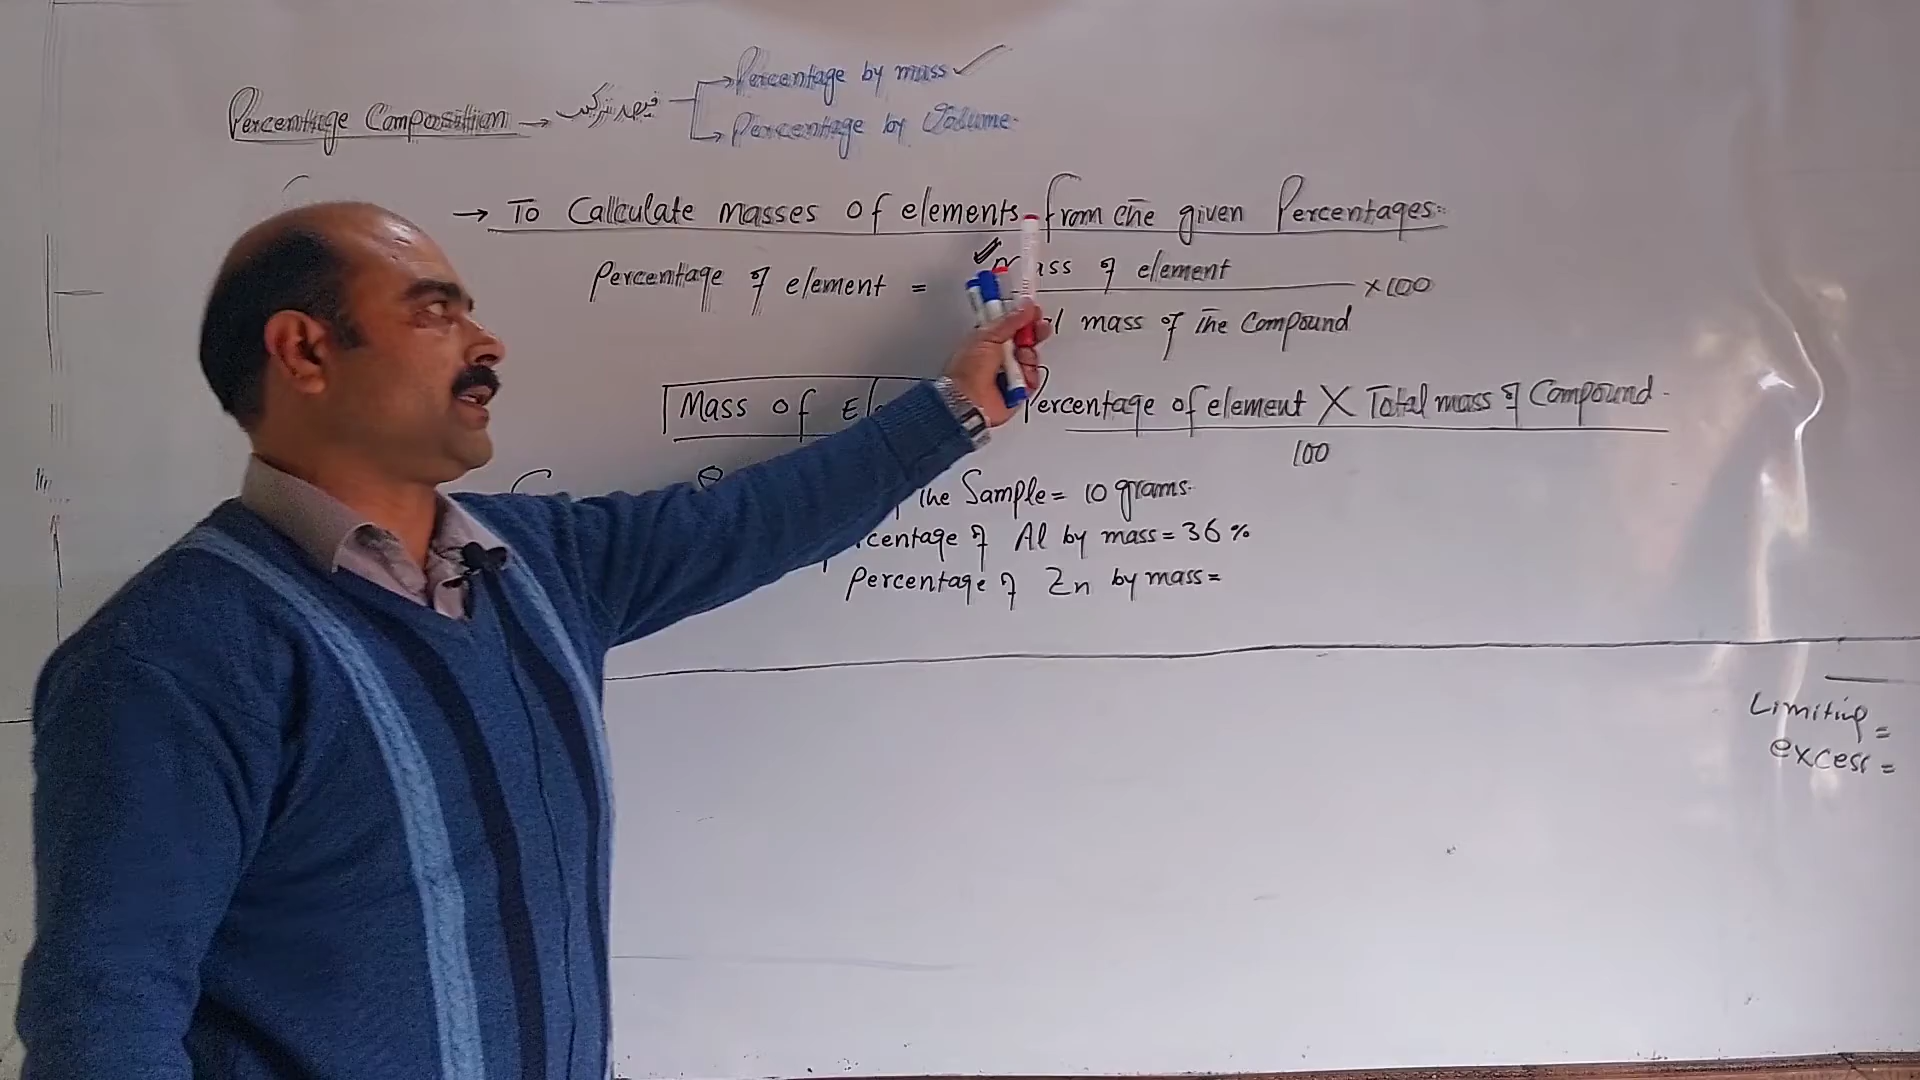 Percentage by mass ✓
Percentage Composition → فیصد ترکیب
Percentage by Volume
→ To Callculate masses of elements from the given Percentages
Percentage of element = mass of element ×100
mass of the Compound
Mass of Percentage of element X Total mass of Compound
100
the Sample = 10 grams
centage of Al by mass = 36 %
Percentage of Zn by mass =
Limiting =
excess =